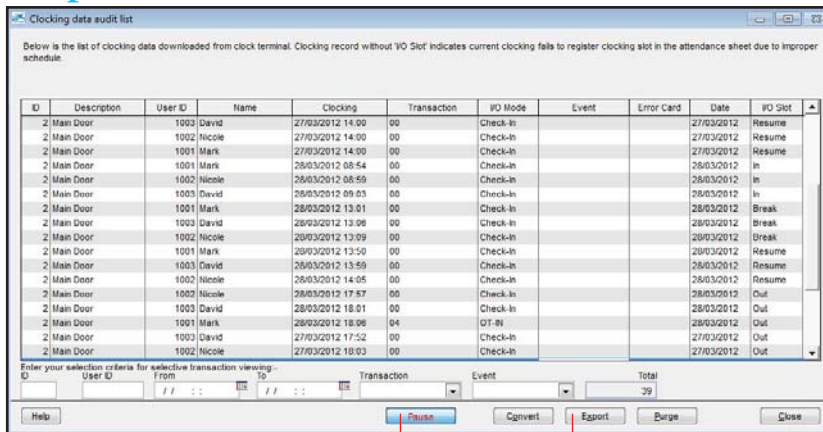 Clocking data audit list
Below is the list of clocking data downloaded from clock terminal. Clocking record without 'I/O Slot' indicates current clocking fails to register clocking slot in the attendance sheet due to improper
schedule.
ID Description User ID Name Clocking Transaction I/O Mode Event Error Card Date I/O Slot
2 Main Door 1003 David 27/03/2012 14:00 00 Check-In 27/03/2012 Resume
2 Main Door 1002 Nicole 27/03/2012 14:00 00 Check-In 27/03/2012 Resume
2 Main Door 1001 Mark 27/03/2012 14:00 00 Check-In 27/03/2012 Resume
2 Main Door 1001 Mark 28/03/2012 08:54 00 Check-In 28/03/2012 In
2 Main Door 1002 Nicole 28/03/2012 08:59 00 Check-In 28/03/2012 In
2 Main Door 1003 David 28/03/2012 09:03 00 Check-In 28/03/2012 In
2 Main Door 1001 Mark 28/03/2012 13:01 00 Check-In 28/03/2012 Break
2 Main Door 1003 David 28/03/2012 13:06 00 Check-In 28/03/2012 Break
2 Main Door 1002 Nicole 28/03/2012 13:09 00 Check-In 28/03/2012 Break
2 Main Door 1001 Mark 28/03/2012 13:50 00 Check-In 28/03/2012 Resume
2 Main Door 1003 David 28/03/2012 13:59 00 Check-In 28/03/2012 Resume
2 Main Door 1002 Nicole 28/03/2012 14:05 00 Check-In 28/03/2012 Resume
2 Main Door 1002 Nicole 28/03/2012 17:57 00 Check-In 28/03/2012 Out
2 Main Door 1003 David 28/03/2012 18:01 00 Check-In 28/03/2012 Out
2 Main Door 1001 Mark 28/03/2012 18:06 04 OT-IN 28/03/2012 Out
2 Main Door 1003 David 27/03/2012 17:52 00 Check-In 27/03/2012 Out
2 Main Door 1002 Nicole 27/03/2012 18:03 00 Check-In 27/03/2012 Out
Enter your selection criteria for selective transaction viewing:-
ID User ID From To Transaction Event Total
/ / : : / / : : 39
Help Pause Convert Export Purge Close